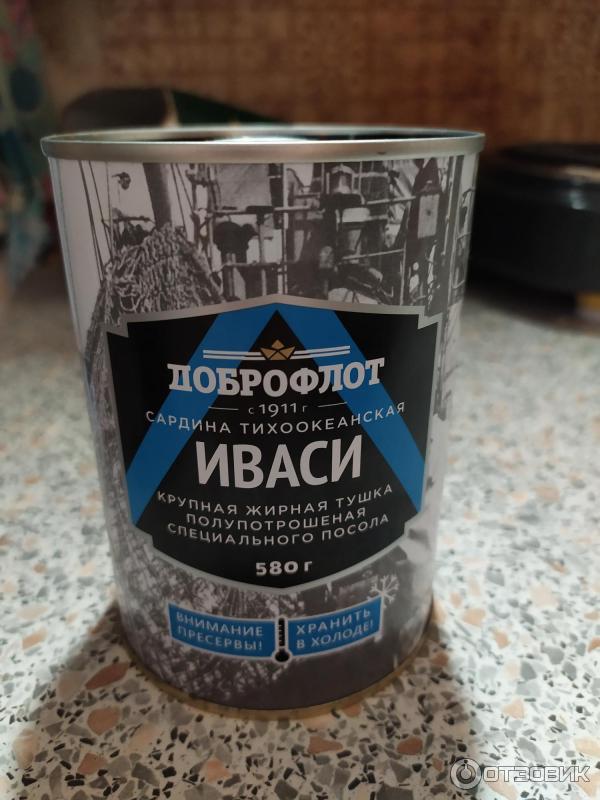 ДОБРОФЛОТ
с 1911 г
САРДИНА ТИХООКЕАНСКАЯ
ИВАСИ
КРУПНАЯ ЖИРНАЯ ТУШКА
ПОЛУПОТРОШЕНАЯ
СПЕЦИАЛЬНОГО ПОСОЛА
580 г
ВНИМАНИЕ
ПРЕСЕРВЫ!
ХРАНИТЬ
В ХОЛОДЕ!
ОТЗОВИК